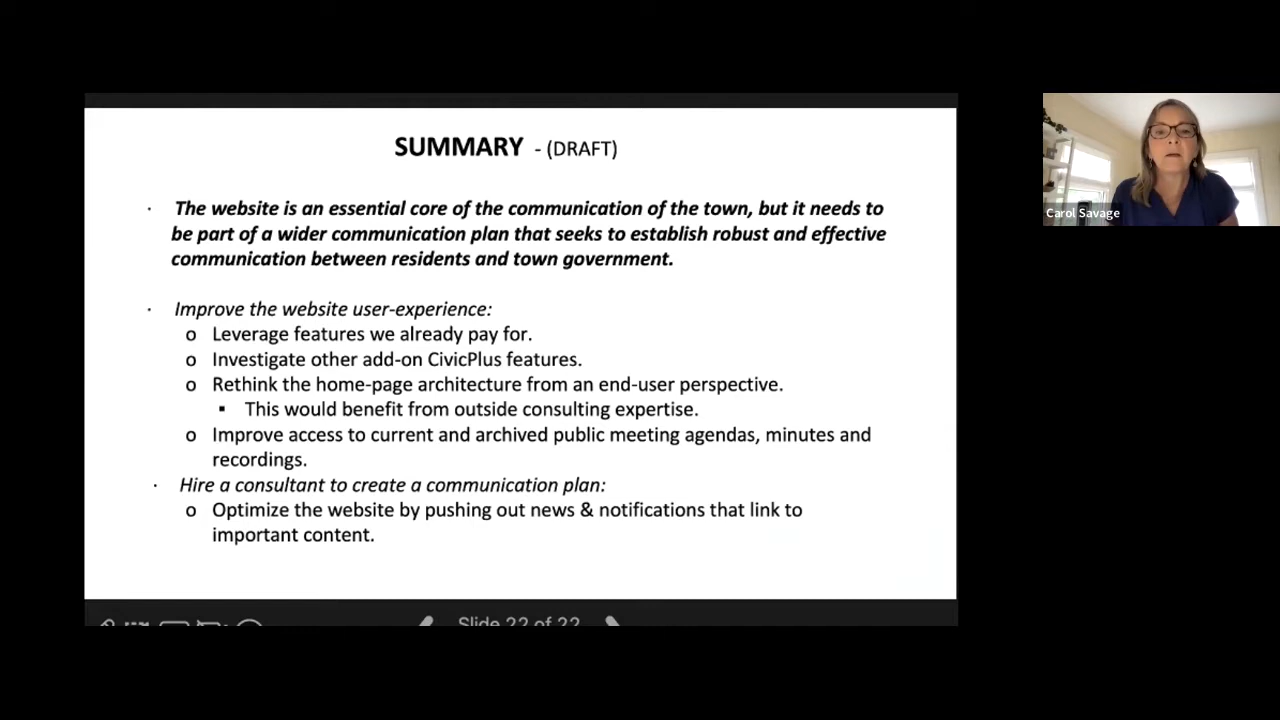 SUMMARY - (DRAFT)
· The website is an essential core of the communication of the town, but it needs to
be part of a wider communication plan that seeks to establish robust and effective
communication between residents and town government.
· Improve the website user-experience:
o Leverage features we already pay for.
o Investigate other add-on CivicPlus features.
o Rethink the home-page architecture from an end-user perspective.
▪ This would benefit from outside consulting expertise.
o Improve access to current and archived public meeting agendas, minutes and
recordings.
· Hire a consultant to create a communication plan:
o Optimize the website by pushing out news & notifications that link to
important content.
Slide 22 of 22
Carol Savage